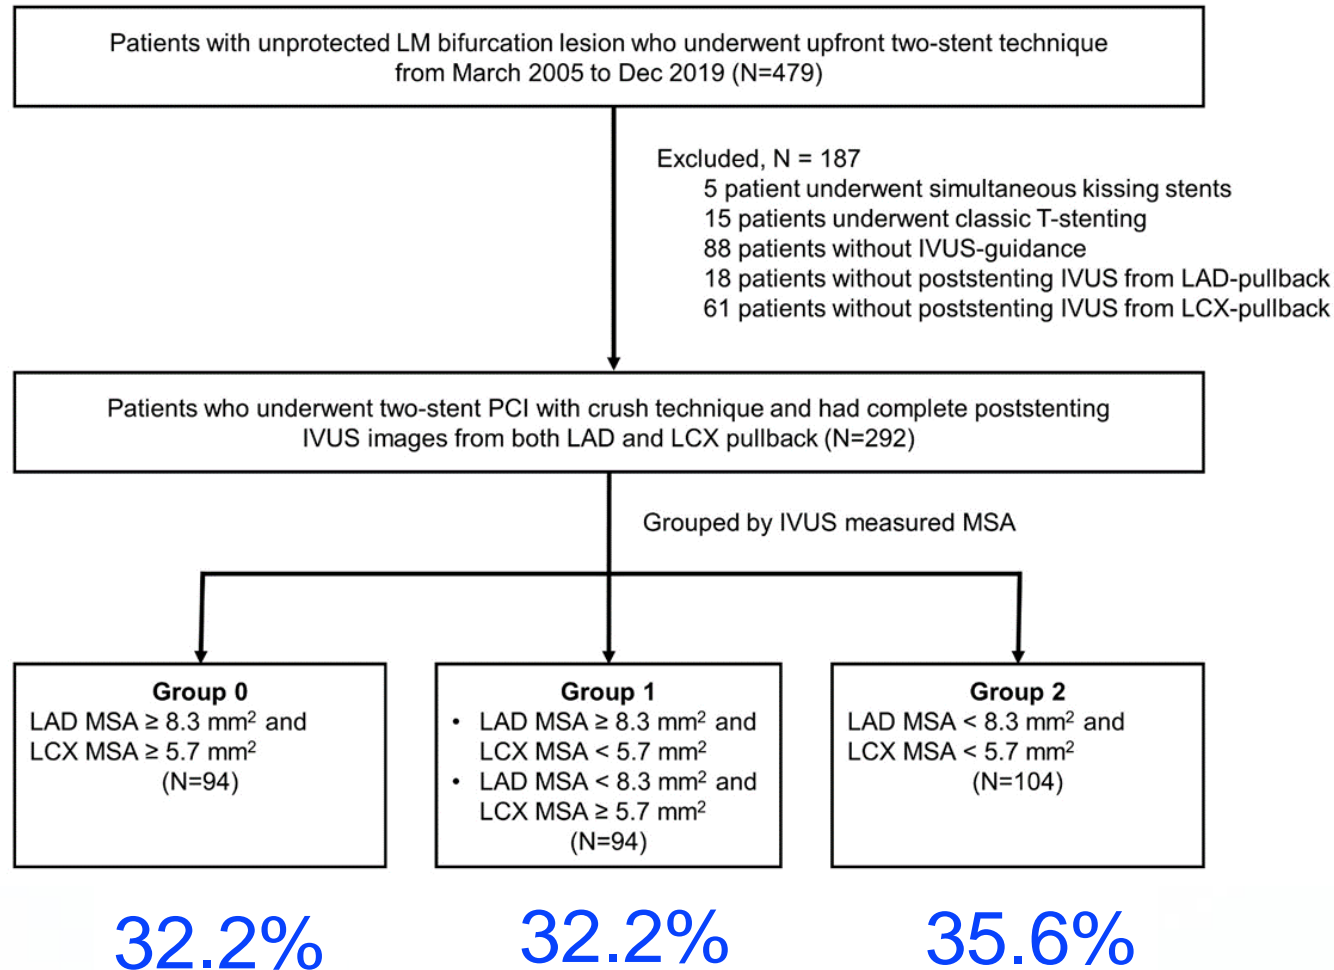 Patients with unprotected LM bifurcation lesion who underwent upfront two-stent technique
from March 2005 to Dec 2019 (N=479)
Excluded, N = 187
5 patient underwent simultaneous kissing stents
15 patients underwent classic T-stenting
88 patients without IVUS-guidance
18 patients without poststenting IVUS from LAD-pullback
61 patients without poststenting IVUS from LCX-pullback
Patients who underwent two-stent PCI with crush technique and had complete poststenting
IVUS images from both LAD and LCX pullback (N=292)
Grouped by IVUS measured MSA
Group 0
LAD MSA ≥ 8.3 mm² and
LCX MSA ≥ 5.7 mm²
(N=94)
Group 1
• LAD MSA ≥ 8.3 mm² and
LCX MSA < 5.7 mm²
• LAD MSA < 8.3 mm² and
LCX MSA ≥ 5.7 mm²
(N=94)
Group 2
LAD MSA < 8.3 mm² and
LCX MSA < 5.7 mm²
(N=104)
32.2%
32.2%
35.6%